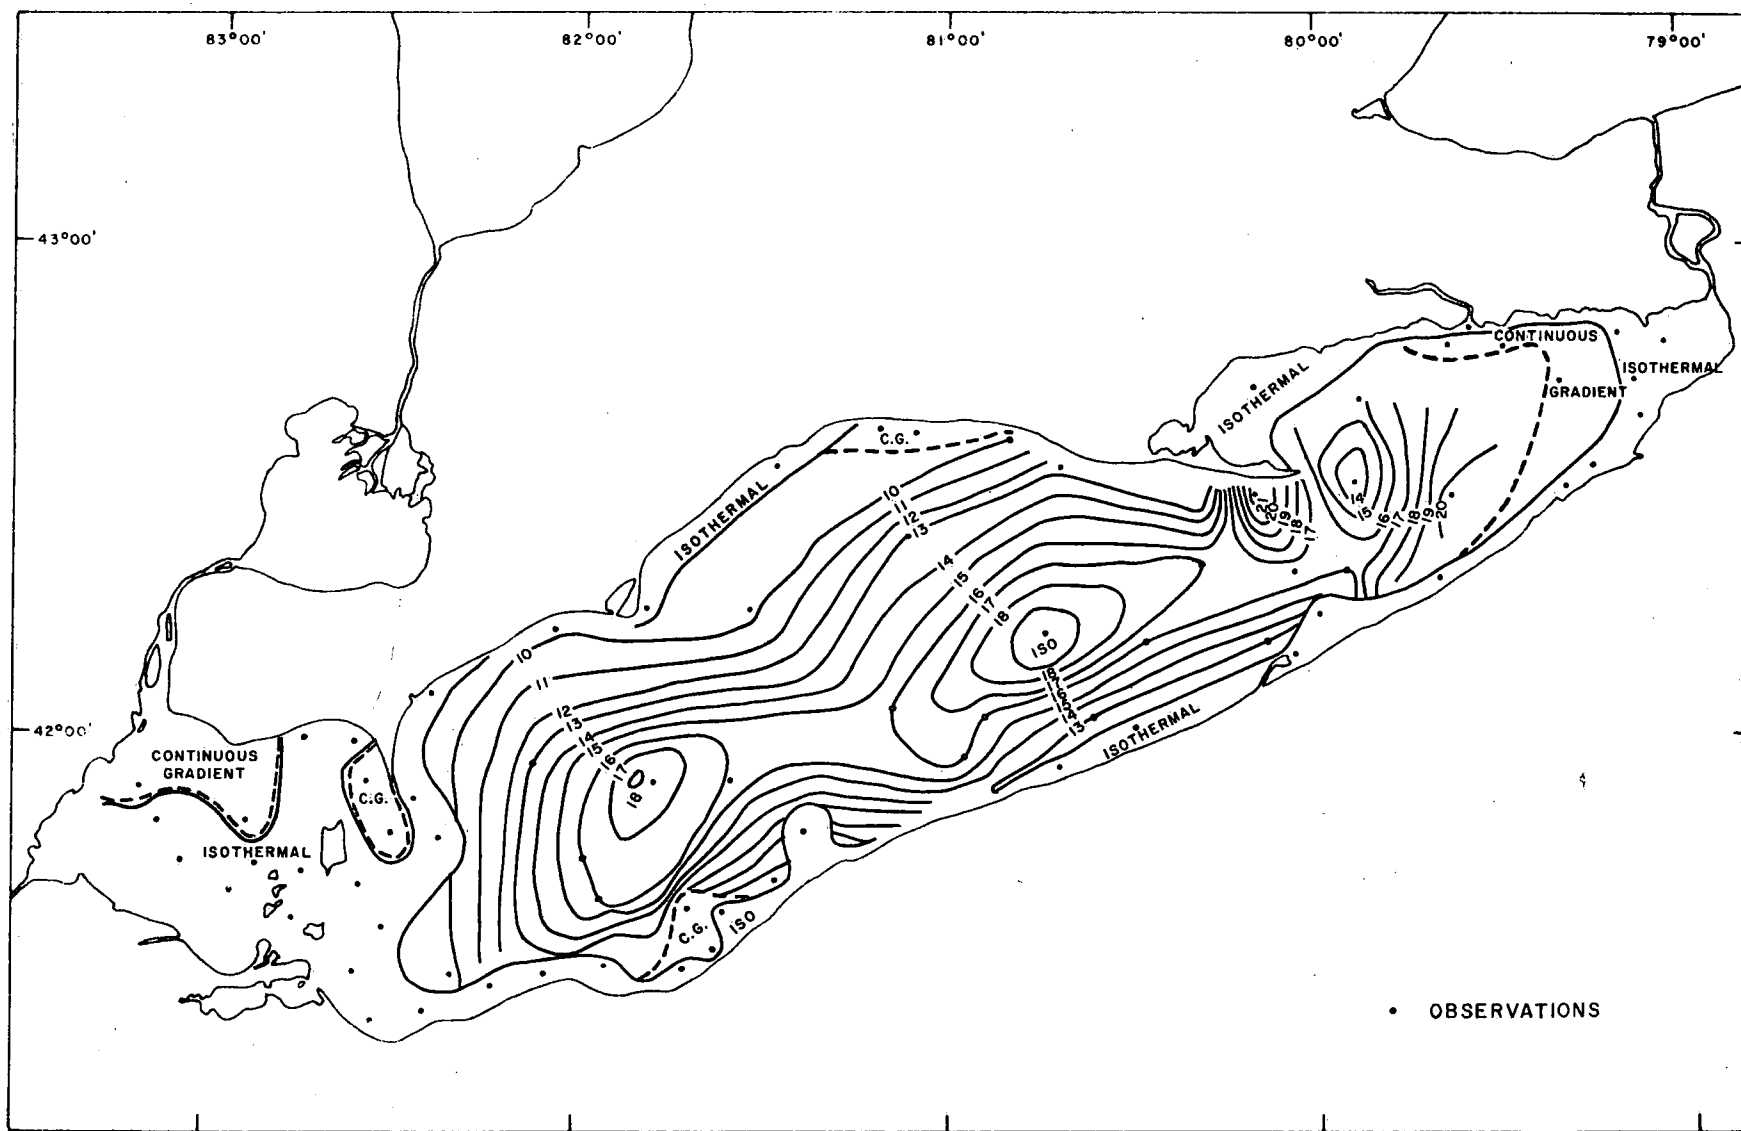 83°00'
82°00'
81°00'
80°00'
79°00'
43°00'
42°00'
CONTINUOUS
GRADIENT
ISOTHERMAL
ISOTHERMAL
CONTINUOUS
GRADIENT
C.G.
ISOTHERMAL
C.G.
ISOTHERMAL
ISOTHERMAL
C.G.
ISO
ISO
10
11
12
13
14
15
16
17
18
10
11
12
13
14
15
16
17
18
13
21
20
19
18
17
14
15
16
17
18
19
20
OBSERVATIONS